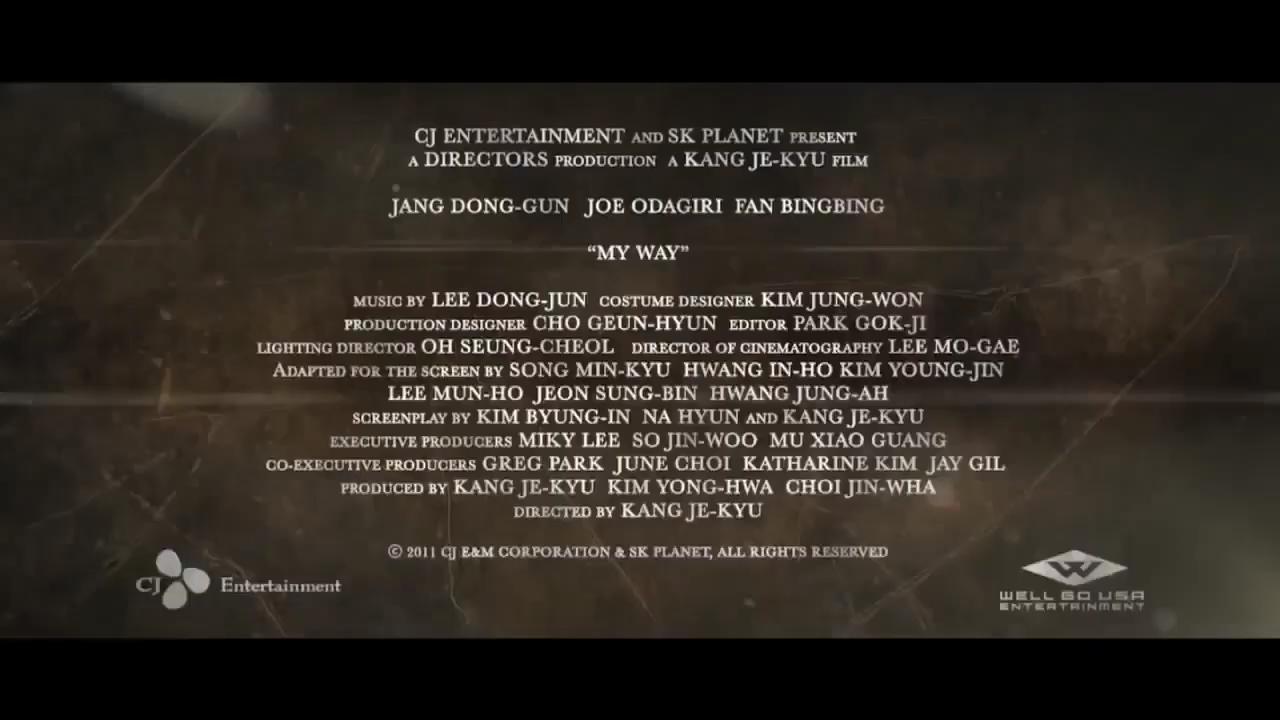 CJ ENTERTAINMENT AND SK PLANET PRESENT
A DIRECTORS PRODUCTION A KANG JE-KYU FILM
JANG DONG-GUN JOE ODAGIRI FAN BINGBING
“MY WAY”
MUSIC BY LEE DONG-JUN COSTUME DESIGNER KIM JUNG-WON
PRODUCTION DESIGNER CHO GEUN-HYUN EDITOR PARK GOK-JI
LIGHTING DIRECTOR OH SEUNG-CHEOL DIRECTOR OF CINEMATOGRAPHY LEE MO-GAE
ADAPTED FOR THE SCREEN BY SONG MIN-KYU HWANG IN-HO KIM YOUNG-JIN
LEE MUN-HO JEON SUNG-BIN HWANG JUNG-AH
SCREENPLAY BY KIM BYUNG-IN NA HYUN AND KANG JE-KYU
EXECUTIVE PRODUCERS MIKY LEE SO JIN-WOO MU XIAO GUANG
CO-EXECUTIVE PRODUCERS GREG PARK JUNE CHOI KATHARINE KIM JAY GIL
PRODUCED BY KANG JE-KYU KIM YONG-HWA CHOI JIN-WHA
DIRECTED BY KANG JE-KYU
© 2011 CJ E&M CORPORATION & SK PLANET, ALL RIGHTS RESERVED
CJ Entertainment
WELL GO USA
ENTERTAINMENT